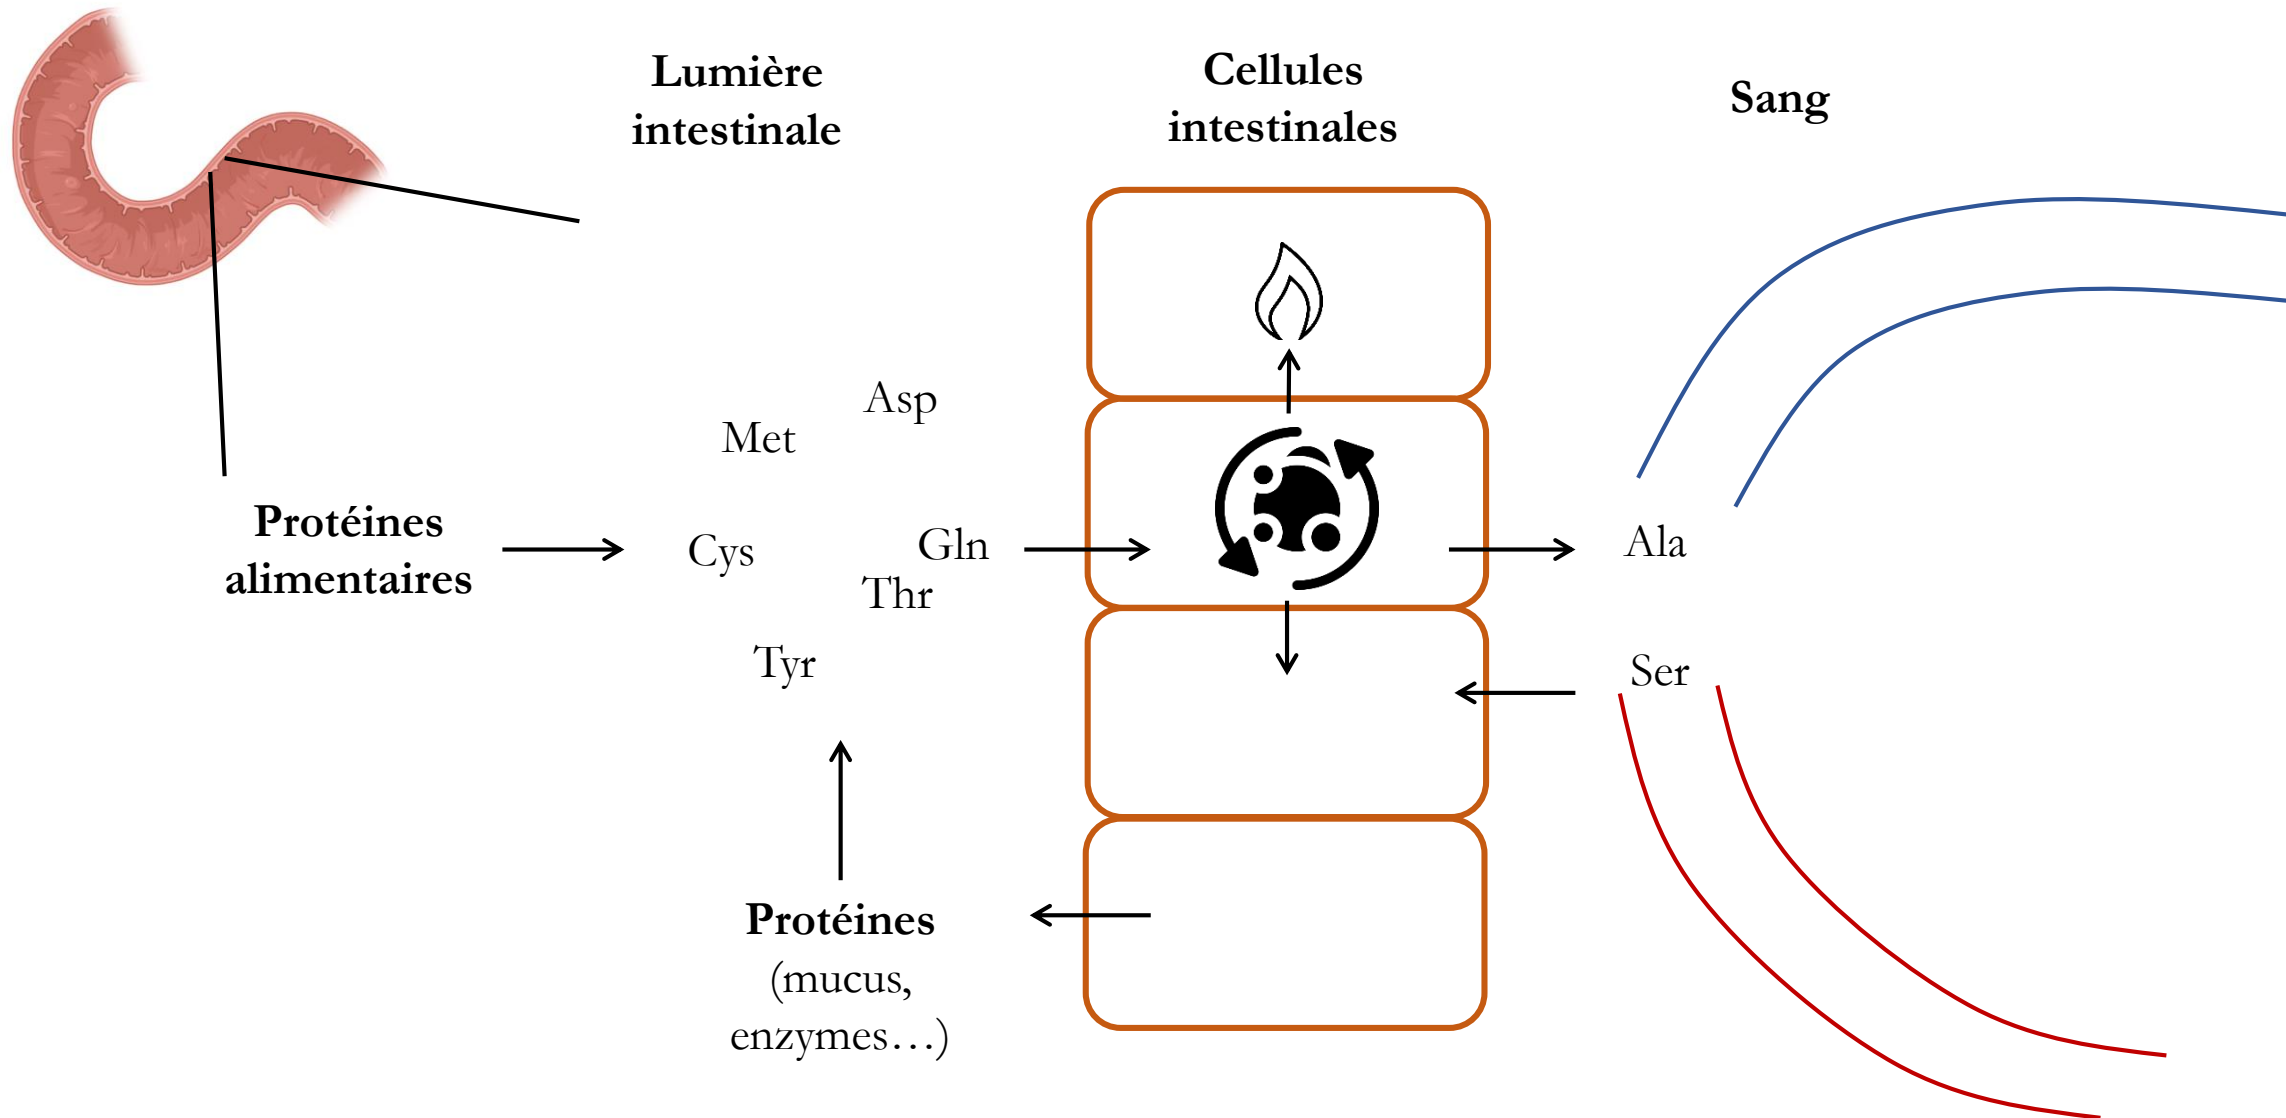 Lumière
intestinale
Cellules
intestinales
Sang
Asp
Met
Protéines
alimentaires
Cys
Gln
Thr
Tyr
Ala
Ser
Protéines
(mucus,
enzymes…)